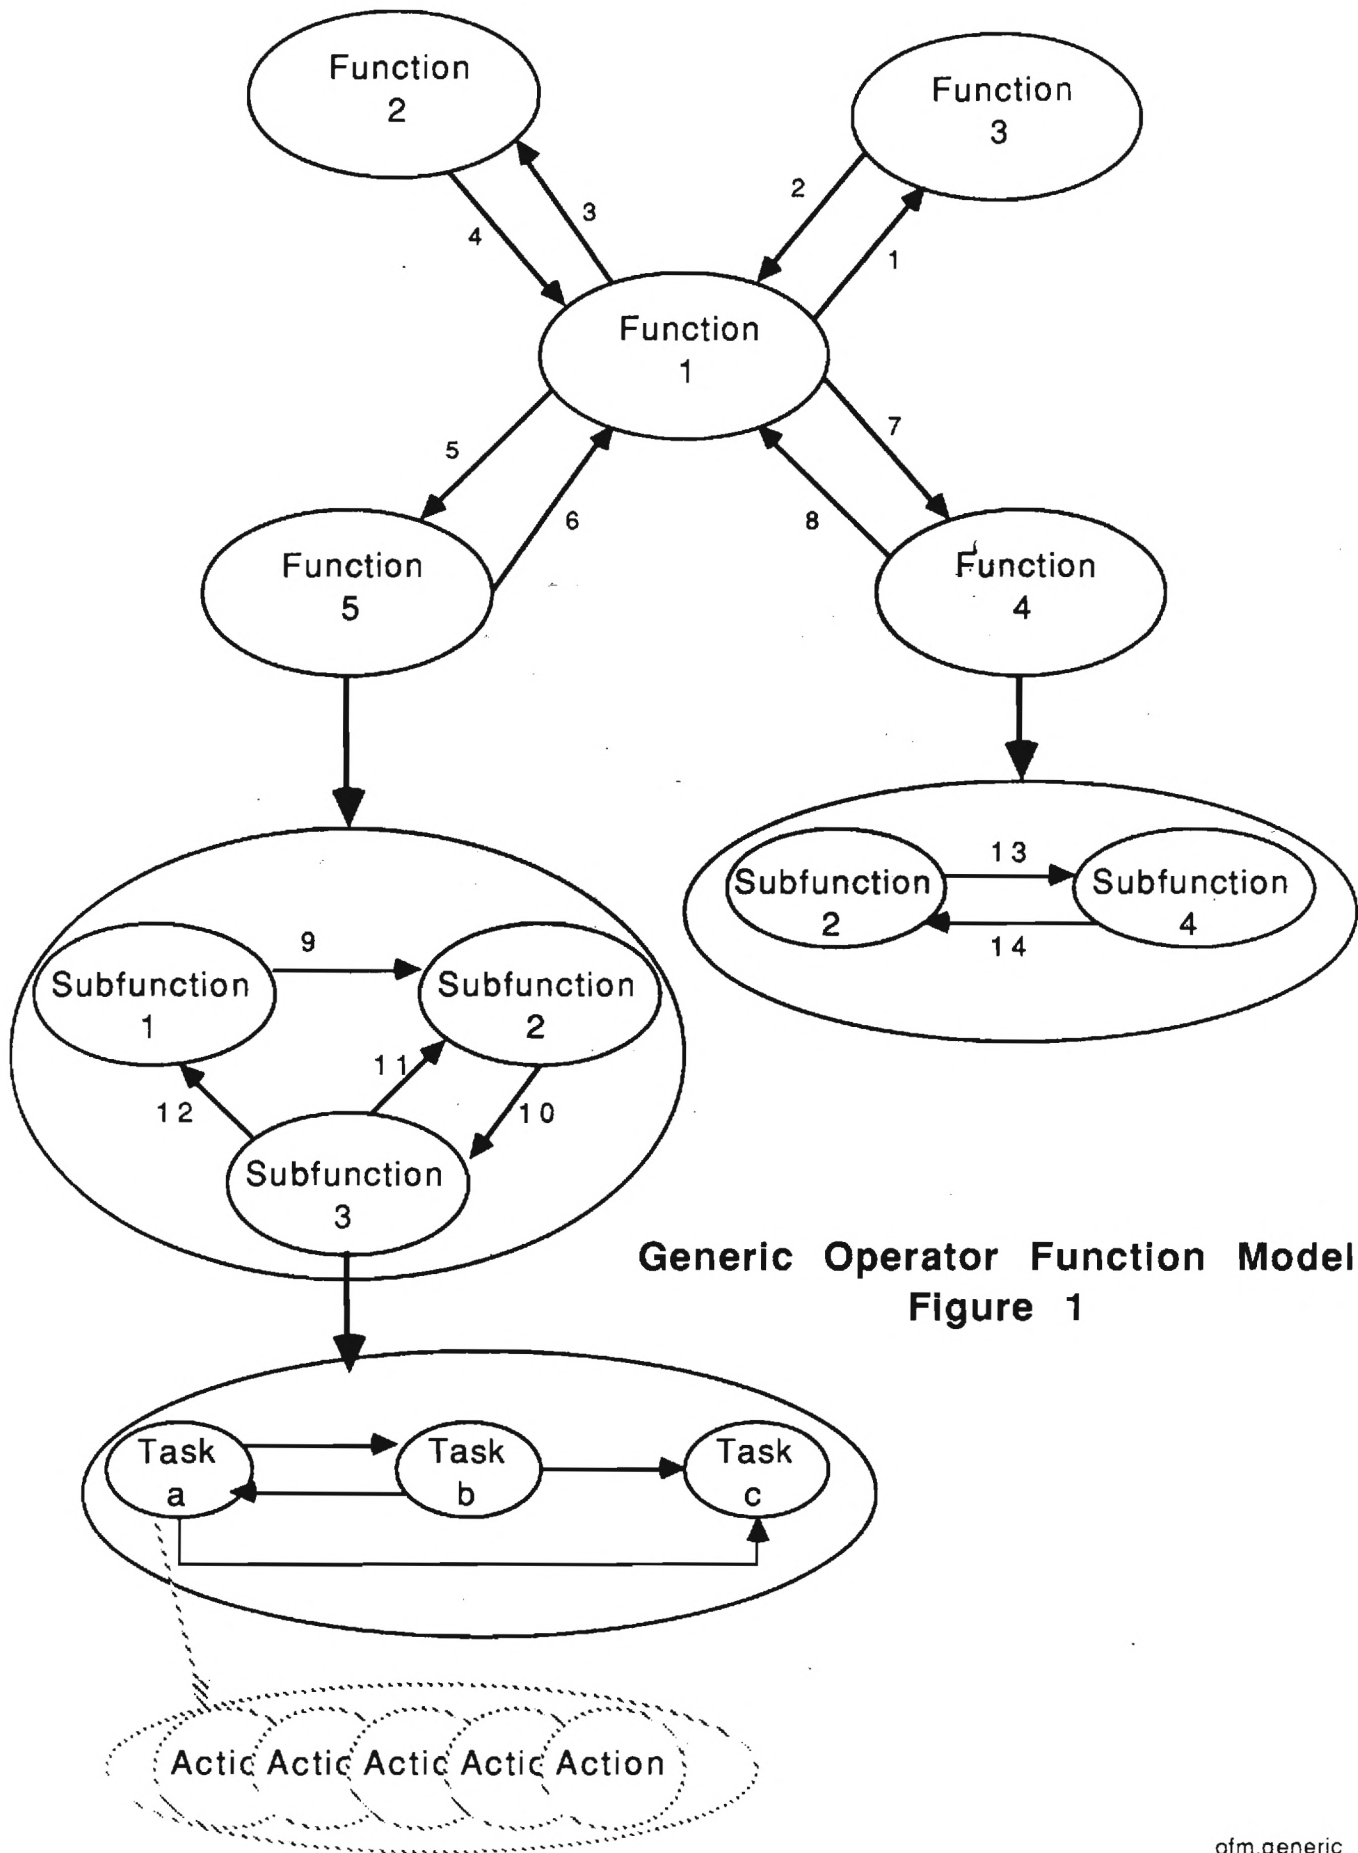 Function
2
Function
3
2
3
4
1
Function
1
5
7
6
8
Function
5
Function
4
13
Subfunction
2
Subfunction
4
14
9
Subfunction
1
Subfunction
2
11
12
10
Subfunction
3
Generic Operator Function Model
Figure 1
Task
a
Task
b
Task
c
Actic Actic Actic Actic Action
ofm.generic